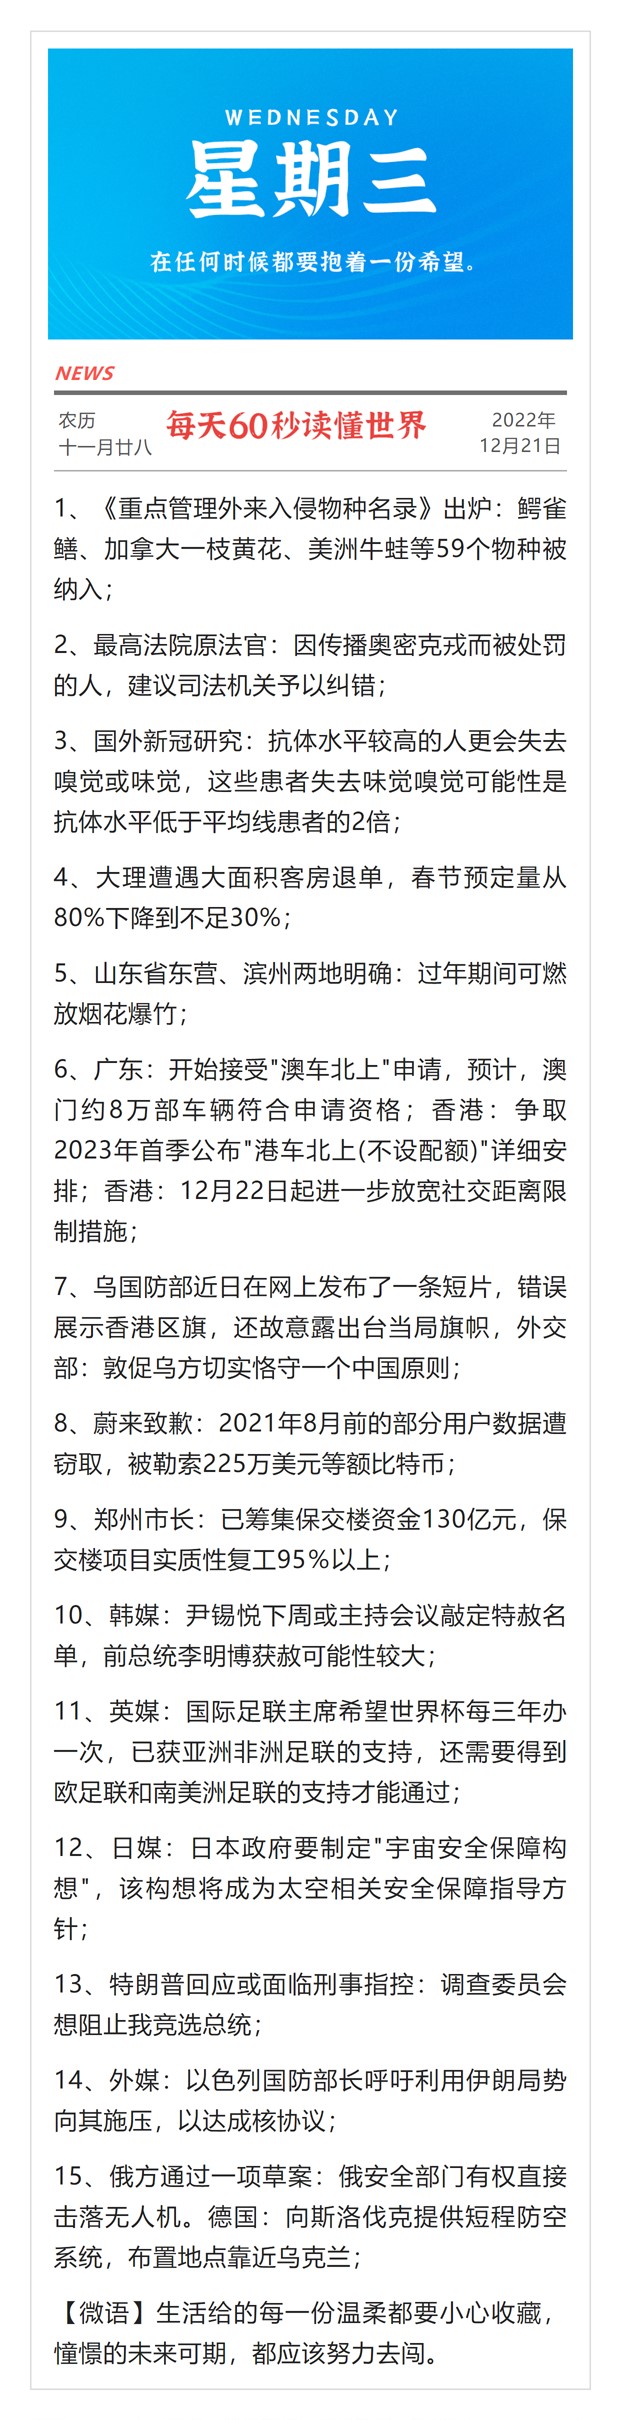 WEDNESDAY
星期三
在任何时候都要抱着一份希望。
NEWS
农历
十一月廿八
每天60秒读懂世界
2022年
12月21日
1、《重点管理外来入侵物种名录》出炉：鳄雀
鳝、加拿大一枝黄花、美洲牛蛙等59个物种被
纳入；
2、最高法院原法官：因传播奥密克戎而被处罚
的人，建议司法机关予以纠错；
3、国外新冠研究：抗体水平较高的人更会失去
嗅觉或味觉，这些患者失去味觉嗅觉可能性是
抗体水平低于平均线患者的2倍；
4、大理遭遇大面积客房退单，春节预定量从
80%下降到不足30%；
5、山东省东营、滨州两地明确：过年期间可燃
放烟花爆竹；
6、广东：开始接受"澳车北上"申请，预计，澳
门约8万部车辆符合申请资格；香港：争取
2023年首季公布"港车北上(不设配额)"详细安
排；香港：12月22日起进一步放宽社交距离限
制措施；
7、乌国防部近日在网上发布了一条短片，错误
展示香港区旗，还故意露出台当局旗帜，外交
部：敦促乌方切实恪守一个中国原则；
8、蔚来致歉：2021年8月前的部分用户数据遭
窃取，被勒索225万美元等额比特币；
9、郑州市长：已筹集保交楼资金130亿元，保
交楼项目实质性复工95%以上；
10、韩媒：尹锡悦下周或主持会议敲定特赦名
单，前总统李明博获赦可能性较大；
11、英媒：国际足联主席希望世界杯每三年办
一次，已获亚洲非洲足联的支持，还需要得到
欧足联和南美洲足联的支持才能通过；
12、日媒：日本政府要制定"宇宙安全保障构
想"，该构想将成为太空相关安全保障指导方
针；
13、特朗普回应或面临刑事指控：调查委员会
想阻止我竞选总统；
14、外媒：以色列国防部长呼吁利用伊朗局势
向其施压，以达成核协议；
15、俄方通过一项草案：俄安全部门有权直接
击落无人机。德国：向斯洛伐克提供短程防空
系统，布置地点靠近乌克兰；
【微语】生活给的每一份温柔都要小心收藏，
憧憬的未来可期，都应该努力去闯。